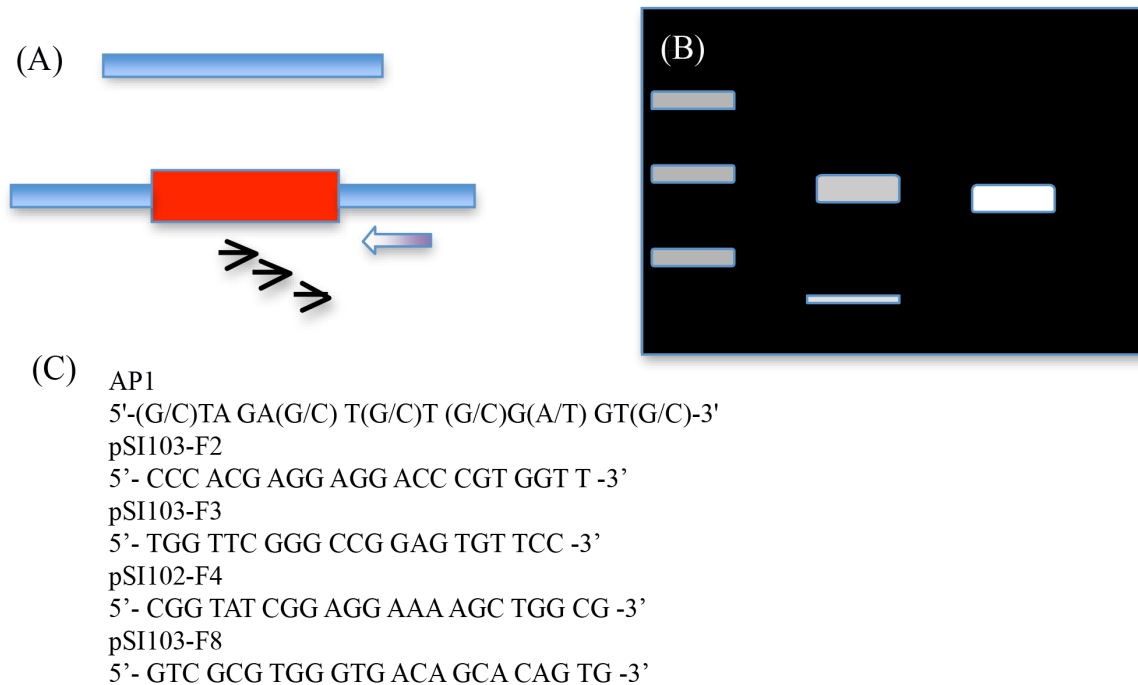 (A)
(B)
(C)
AP1
5'-(G/C)TA GA(G/C) T(G/C)T (G/C)G(A/T) GT(G/C)-3'
pSI103-F2
5’- CCC ACG AGG AGG ACC CGT GGT T -3’
pSI103-F3
5’- TGG TTC GGG CCG GAG TGT TCC -3’
pSI102-F4
5’- CGG TAT CGG AGG AAA AGC TGG CG -3’
pSI103-F8
5’- GTC GCG TGG GTG ACA GCA CAG TG -3’